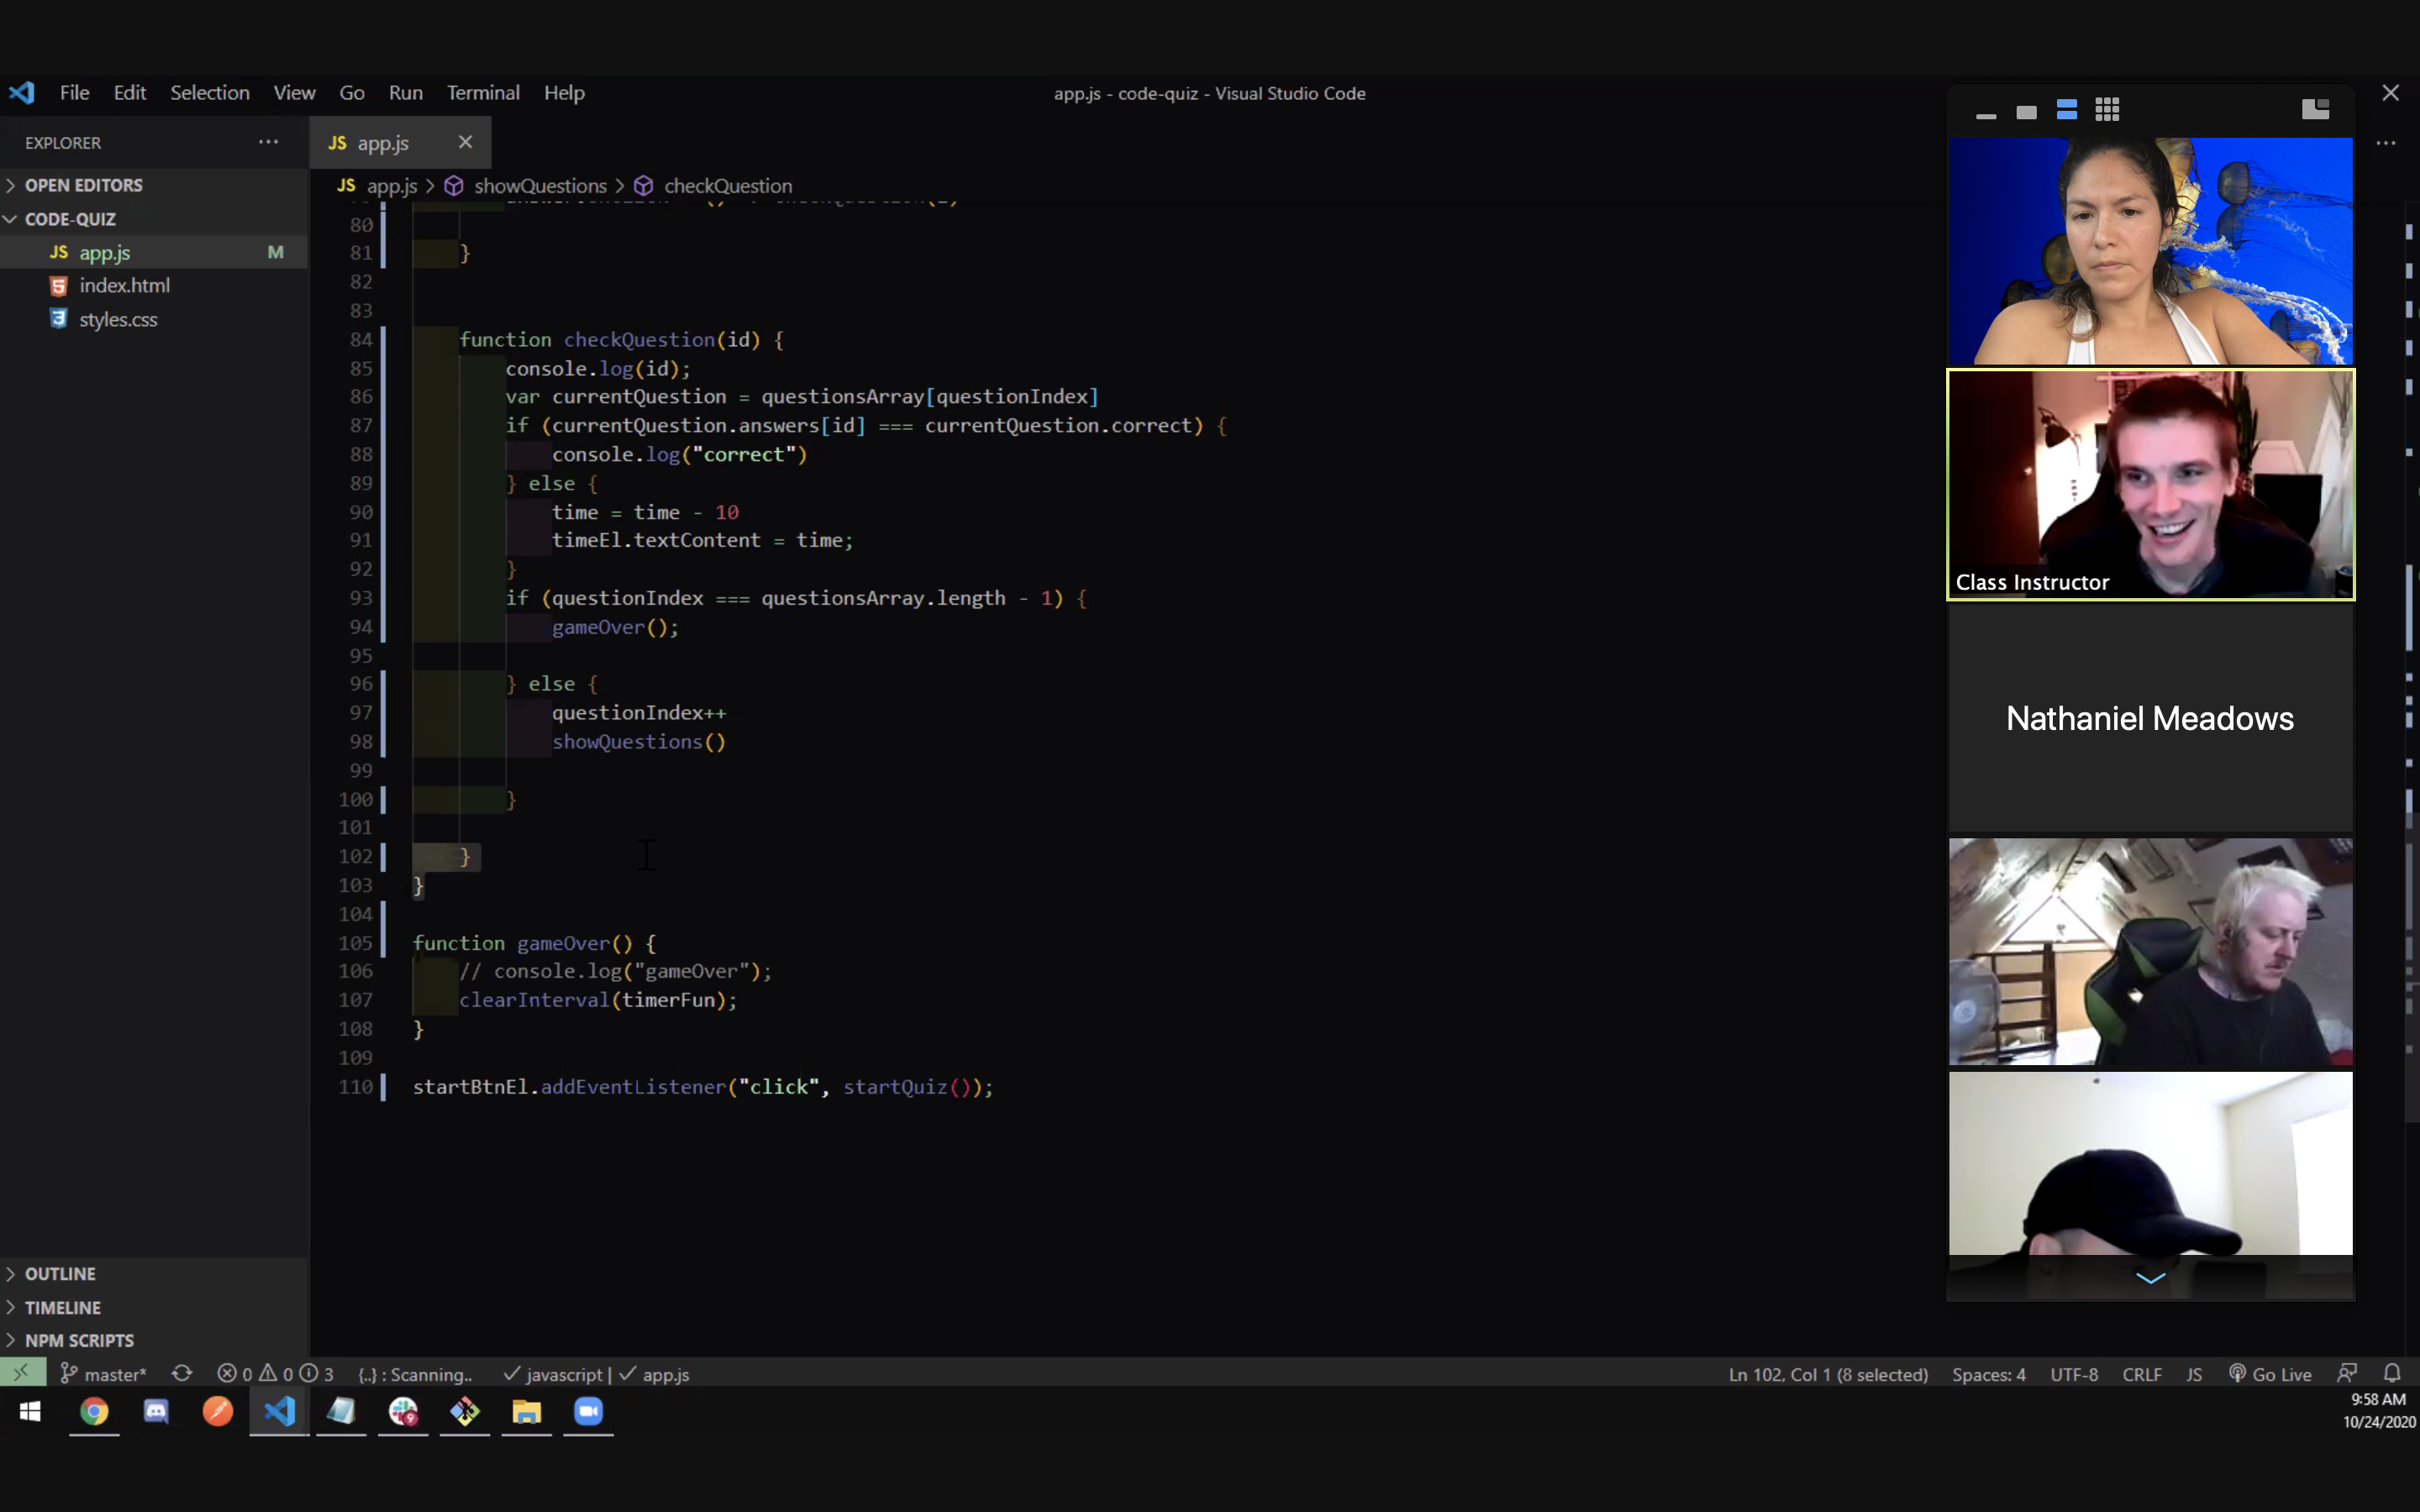 File Edit Selection View Go Run Terminal Help
app.js - code-quiz - Visual Studio Code
EXPLORER
JS app.js
OPEN EDITORS
CODE-QUIZ
JS app.js M
index.html
styles.css
JS app.js > showQuestions > checkQuestion
80
81 }
82
83
84 function checkQuestion(id) {
85 console.log(id);
86 var currentQuestion = questionsArray[questionIndex]
87 if (currentQuestion.answers[id] === currentQuestion.correct) {
88 console.log("correct")
89 } else {
90 time = time - 10
91 timeEl.textContent = time;
92 }
93 if (questionIndex === questionsArray.length - 1) {
94 gameOver();
95
96 } else {
97 questionIndex++
98 showQuestions()
99
100 }
101
102 }
103 }
104
105 function gameOver() {
106 // console.log("gameOver");
107 clearInterval(timerFun);
108 }
109
110 startBtnEl.addEventListener("click", startQuiz());
Class Instructor
Nathaniel Meadows
OUTLINE
TIMELINE
NPM SCRIPTS
master* 0 0 3 {..} : Scanning.. javascript | app.js
Ln 102, Col 1 (8 selected) Spaces: 4 UTF-8 CRLF JS Go Live
9:58 AM
10/24/2020